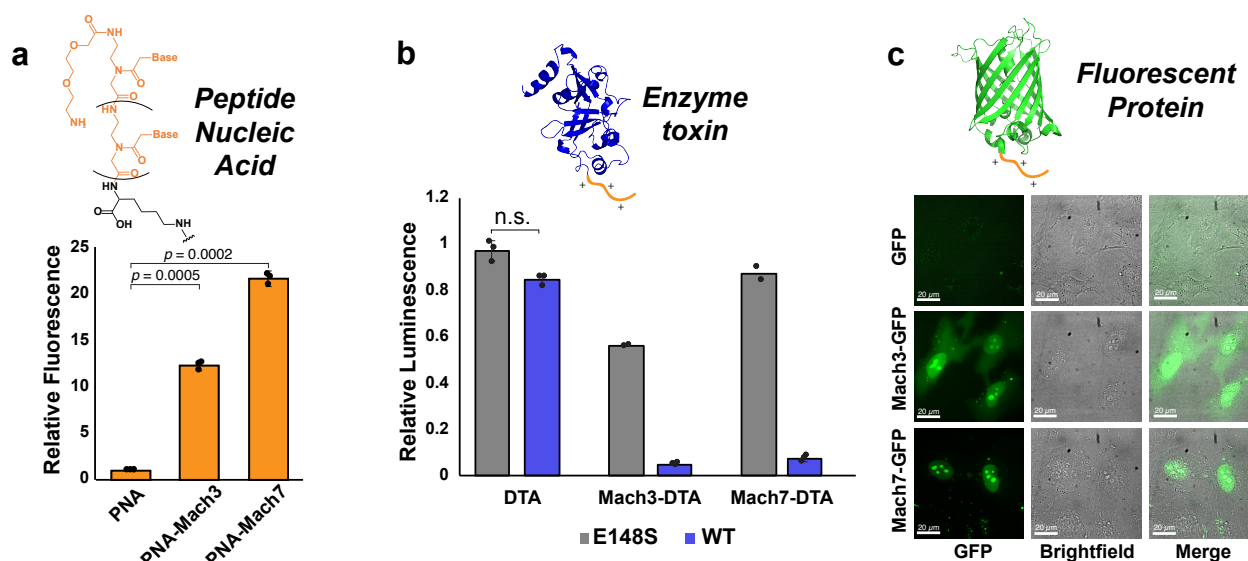 a
O
NH
O
N
Base
O
O
O
HN
NH₂
N
Base
O
O
HN
O
OH
NH
Peptide
Nucleic
Acid
Relative Fluorescence
25
20
15
10
5
0
p = 0.0002
p = 0.0005
PNA
PNA-Mach3
PNA-Mach7
b
Enzyme
toxin
+ + +
Relative Luminescence
1.2
1
0.8
0.6
0.4
0.2
0
n.s.
DTA
Mach3-DTA
Mach7-DTA
E148S
WT
c
Fluorescent
Protein
+ + +
GFP
20 µm
20 µm
20 µm
Mach3-GFP
20 µm
20 µm
20 µm
Mach7-GFP
20 µm
20 µm
20 µm
GFP
Brightfield
Merge